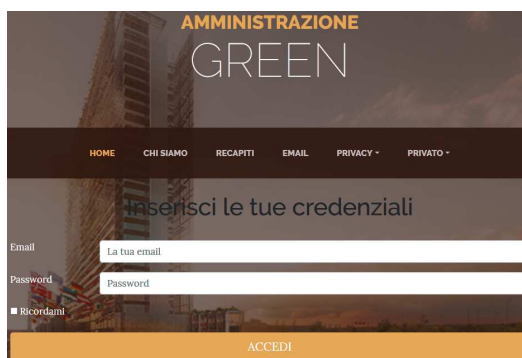 AMMINISTRAZIONE
GREEN
HOME CHI SIAMO RECAPITI EMAIL PRIVACY PRIVATO
Inserisci le tue credenziali
Email La tua email
Password Password
Ricordami
ACCEDI